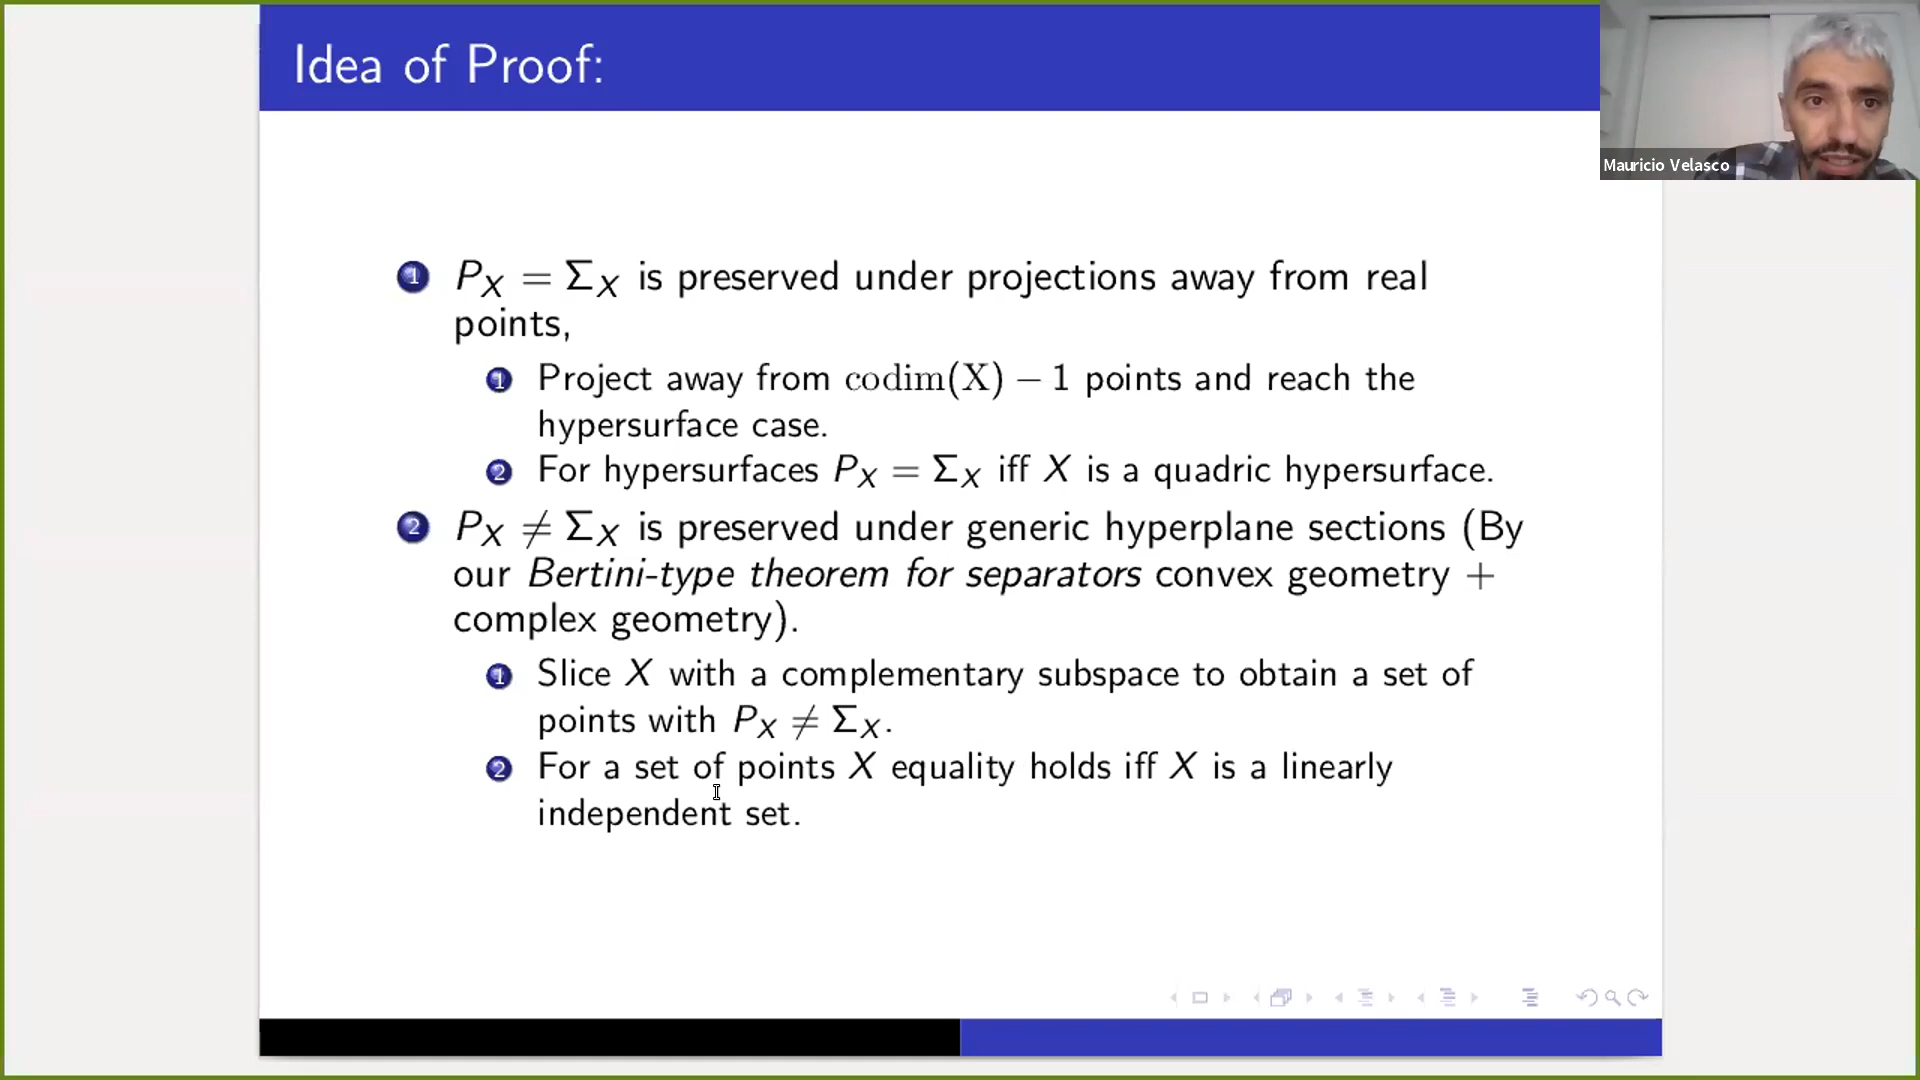 Idea of Proof:
Mauricio Velasco
1 P_X = Σ_X is preserved under projections away from real
points,
1 Project away from codim(X) − 1 points and reach the
hypersurface case.
2 For hypersurfaces P_X = Σ_X iff X is a quadric hypersurface.
2 P_X ≠ Σ_X is preserved under generic hyperplane sections (By
our Bertini-type theorem for separators convex geometry +
complex geometry).
1 Slice X with a complementary subspace to obtain a set of
points with P_X ≠ Σ_X.
2 For a set of points X equality holds iff X is a linearly
independent set.